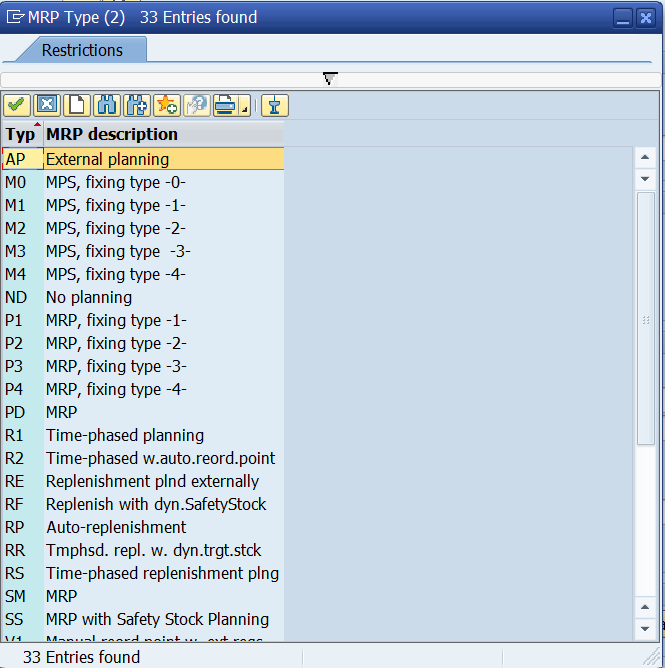 MRP Type (2) 33 Entries found
Restrictions
Typ MRP description
AP External planning
M0 MPS, fixing type -0-
M1 MPS, fixing type -1-
M2 MPS, fixing type -2-
M3 MPS, fixing type  -3-
M4 MPS, fixing type -4-
ND No planning
P1 MRP, fixing type -1-
P2 MRP, fixing type -2-
P3 MRP, fixing type -3-
P4 MRP, fixing type -4-
PD MRP
R1 Time-phased planning
R2 Time-phased w.auto.reord.point
RE Replenishment plnd externally
RF Replenish with dyn.SafetyStock
RP Auto-replenishment
RR Tmphsd. repl. w. dyn.trgt.stck
RS Time-phased replenishment plng
SM MRP
SS MRP with Safety Stock Planning
V1 Manual reord.point w. ext.reqs
33 Entries found